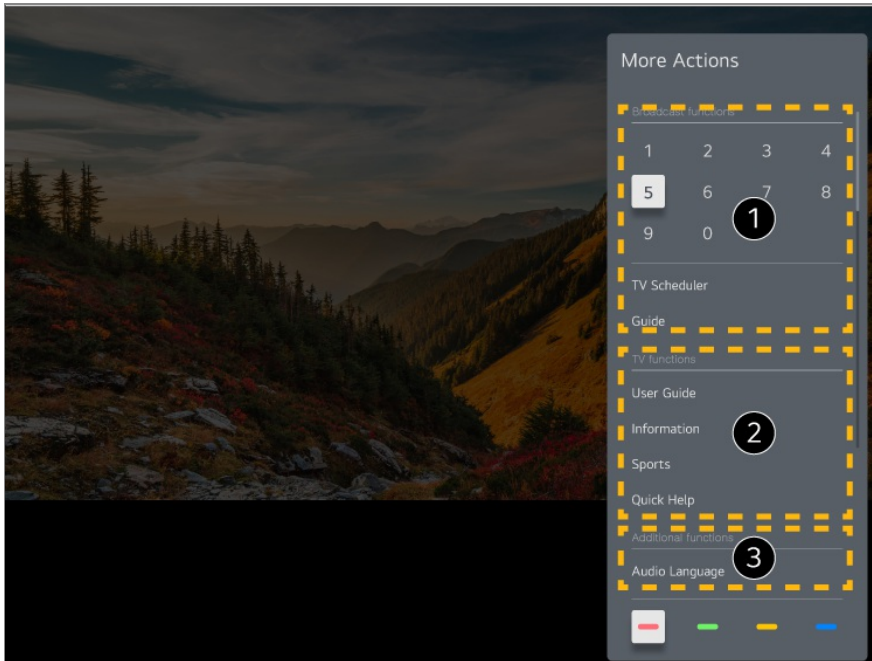 More Actions
Broadcast functions
1 2 3 4
5 6 7 8
9 0
1
TV Scheduler
Guide
TV functions
User Guide
Information
2
Sports
Quick Help
Additional functions
3
Audio Language